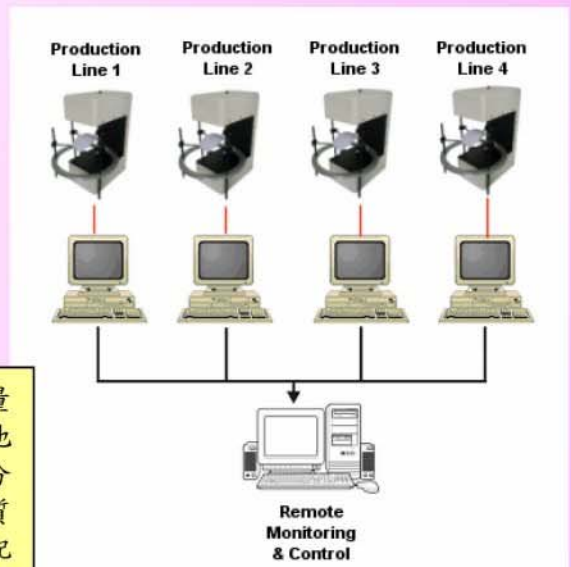 Production
Line 1
Production
Line 2
Production
Line 3
Production
Line 4
量
也
分
質
Remote
Monitoring
& Control